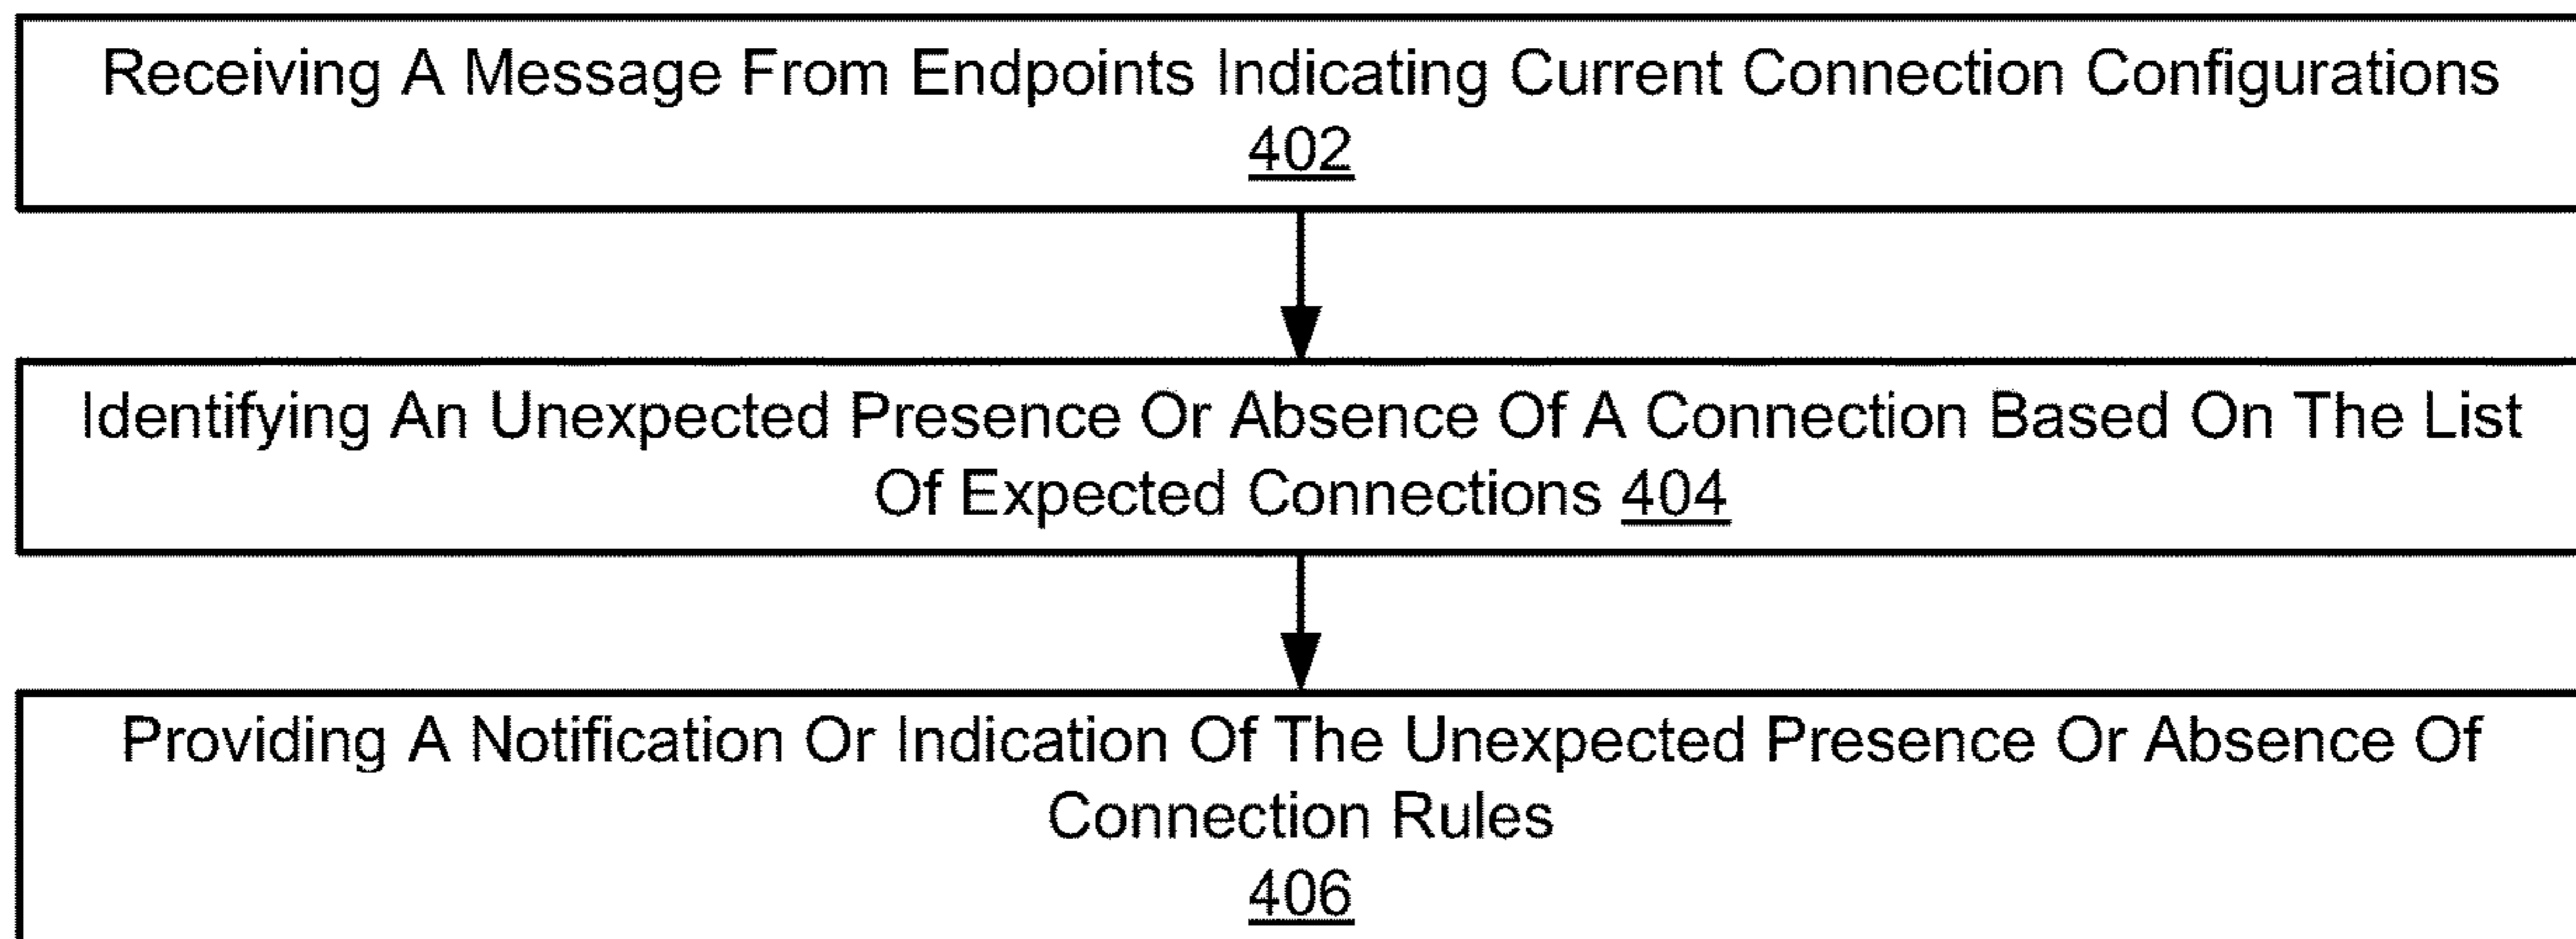 Receiving A Message From Endpoints Indicating Current Connection Configurations
402
Identifying An Unexpected Presence Or Absence Of A Connection Based On The List
Of Expected Connections 404
Providing A Notification Or Indication Of The Unexpected Presence Or Absence Of
Connection Rules
406